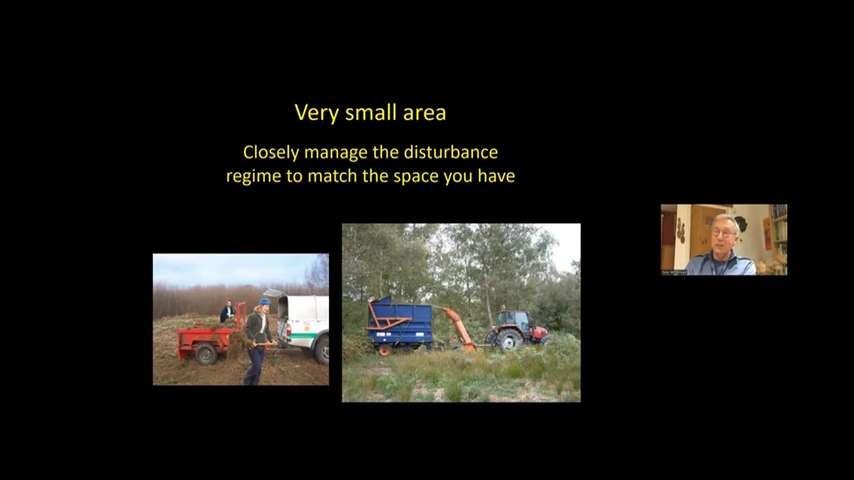 Very small area
Closely manage the disturbance
regime to match the space you have